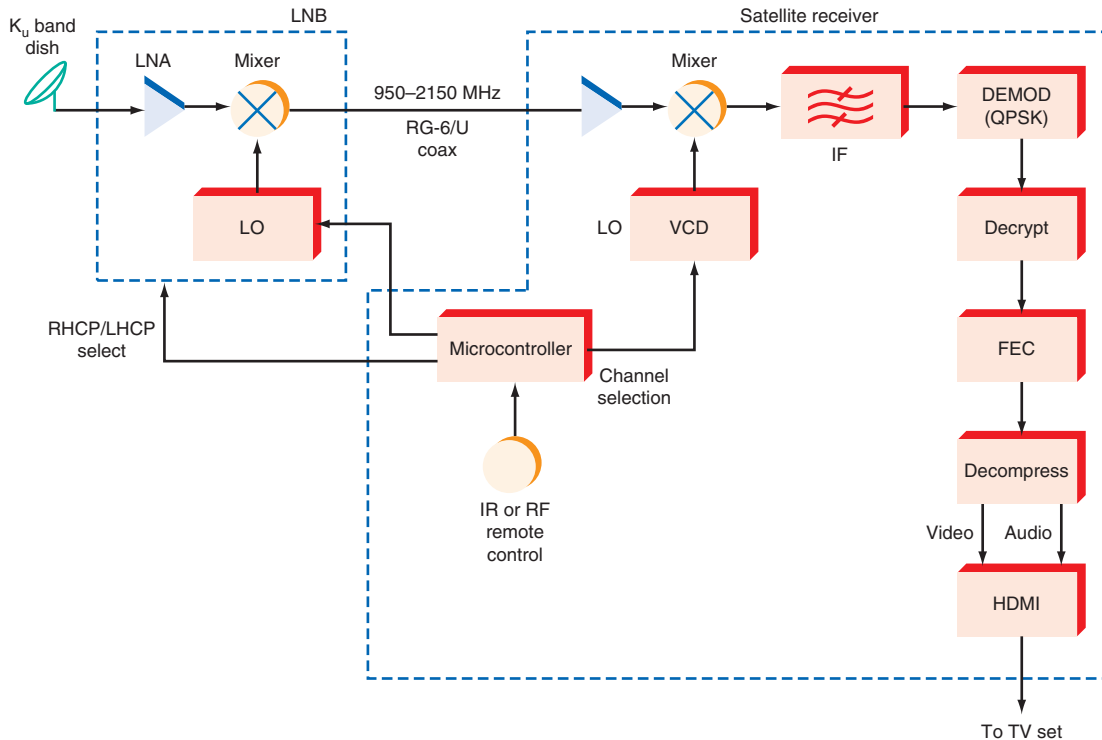 K_u band
dish
LNB
LNA
Mixer
LO
950–2150 MHz
RG-6/U
coax
Satellite receiver
Mixer
IF
DEMOD
(QPSK)
LO
VCD
Decrypt
RHCP/LHCP
select
Microcontroller
Channel
selection
FEC
IR or RF
remote
control
Decompress
Video
Audio
HDMI
To TV set